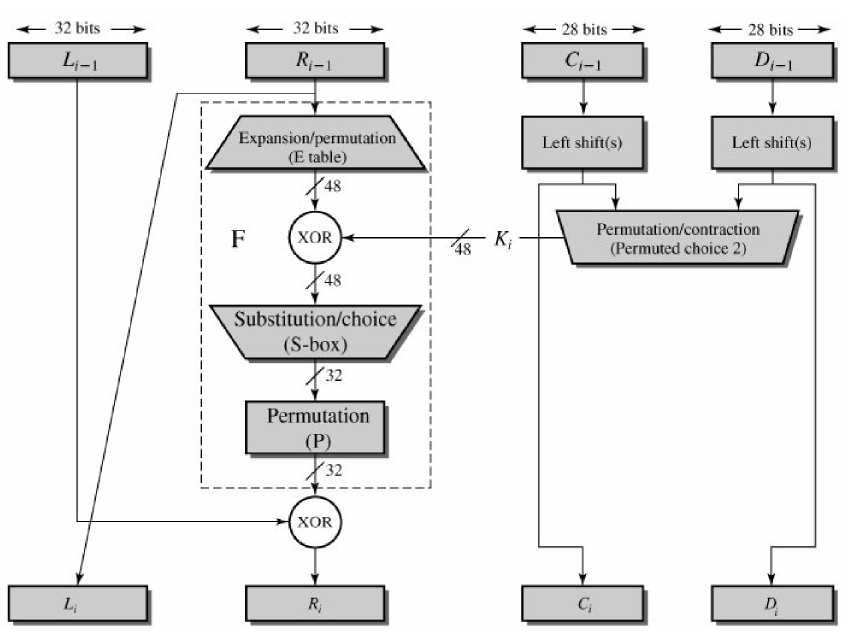 32 bits
32 bits
28 bits
28 bits
Lᵢ₋₁
Rᵢ₋₁
Cᵢ₋₁
Dᵢ₋₁
Expansion/permutation
(E table)
Left shift(s)
Left shift(s)
48
F
XOR
48
Kᵢ
Permutation/contraction
(Permuted choice 2)
48
Substitution/choice
(S-box)
32
Permutation
(P)
32
XOR
Lᵢ
Rᵢ
Cᵢ
Dᵢ